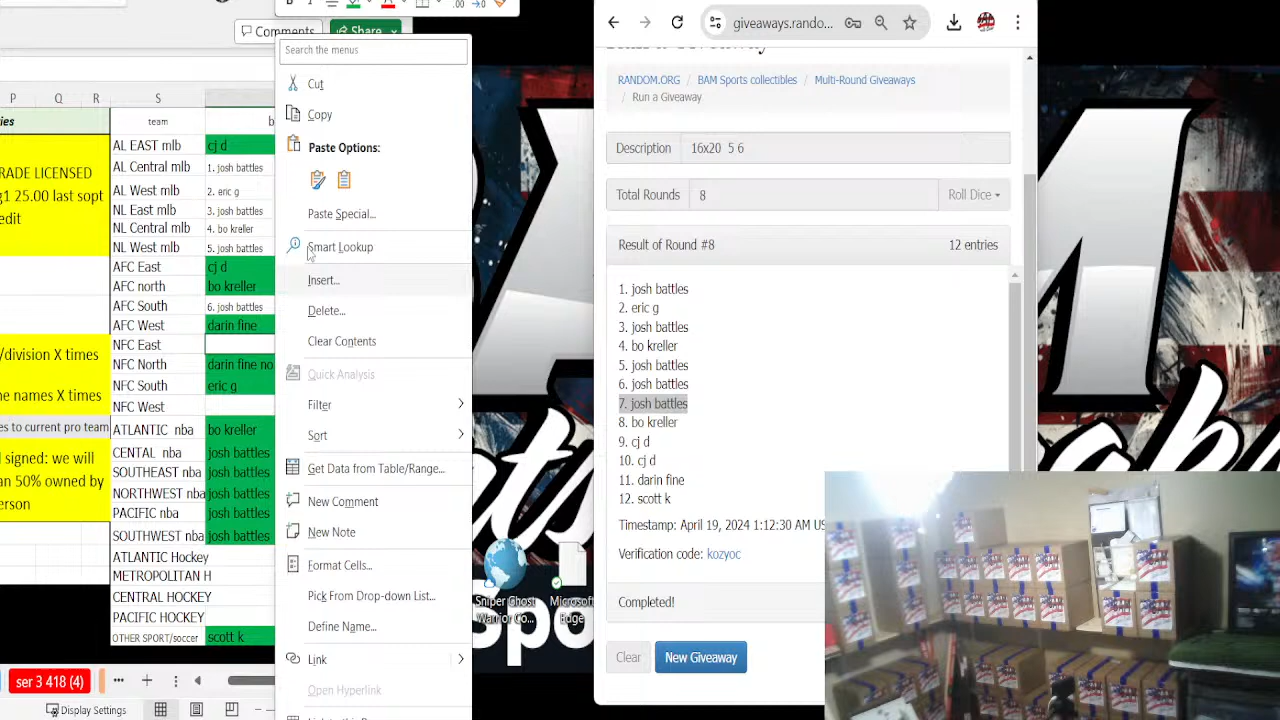 Comments
Share
Search the menus
Cut
Copy
Paste Options:
Paste Special...
Smart Lookup
Insert...
Delete...
Clear Contents
Quick Analysis
Filter
Sort
Get Data from Table/Range...
New Comment
New Note
Format Cells...
Pick From Drop-down List...
Define Name...
Link
Open Hyperlink
P Q R S
ies team b
RADE LICENSED
g1 25.00 last sopt
edit
/division X times
ne names X times
es to current pro team
l signed: we will
an 50% owned by
erson
AL EAST mlb cj d
AL Central mlb 1. josh battles
AL West mlb 2. eric g
NL East mlb 3. josh battles
NL Central mlb 4. bo kreller
NL West mlb 5. josh battles
AFC East cj d
AFC north bo kreller
AFC South 6. josh battles
AFC West darin fine
NFC East
NFC North darin fine no
NFC South eric g
NFC West
ATLANTIC nba bo kreller
CENTAL nba josh battles
SOUTHEAST nba josh battles
NORTHWEST nba josh battles
PACIFIC nba josh battles
SOUTHWEST nba josh battles
ATLANTIC Hockey
METROPOLITAN H
CENTRAL HOCKEY
PACIFIC HOCKEY
OTHER SPORT/soccer scott k
ser 3 418 (4)
Display Settings
giveaways.rando...
RANDOM.ORG / BAM Sports collectibles / Multi-Round Giveaways
/ Run a Giveaway
Description 16x20 5 6
Total Rounds 8 Roll Dice
Result of Round #8 12 entries
1. josh battles
2. eric g
3. josh battles
4. bo kreller
5. josh battles
6. josh battles
7. josh battles
8. bo kreller
9. cj d
10. cj d
11. darin fine
12. scott k
Timestamp: April 19, 2024 1:12:30 AM US
Verification code: kozyoc
Completed!
Clear New Giveaway
Sniper Ghost
Warrior Co...
Microsoft
Edge